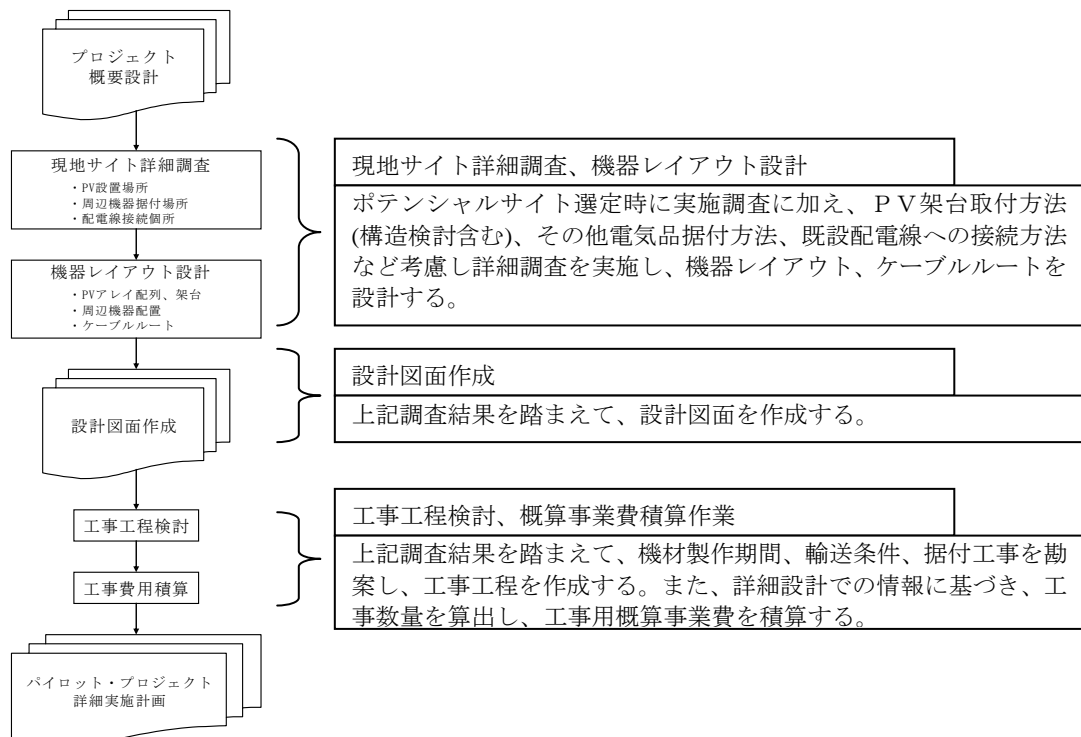 プロジェクト
概要設計
現地サイト詳細調査
・PV設置場所
・周辺機器据付場所
・配電線接続個所
機器レイアウト設計
・PVアレイ配列、架台
・周辺機器配置
・ケーブルルート
設計図面作成
工事工程検討
工事費用積算
パイロット・プロジェクト
詳細実施計画
現地サイト詳細調査、機器レイアウト設計
ポテンシャルサイト選定時に実施調査に加え、ＰＶ架台取付方法
(構造検討含む)、その他電気品据付方法、既設配電線への接続方法
など考慮し詳細調査を実施し、機器レイアウト、ケーブルルートを
設計する。
設計図面作成
上記調査結果を踏まえて、設計図面を作成する。
工事工程検討、概算事業費積算作業
上記調査結果を踏まえて、機材製作期間、輸送条件、据付工事を勘
案し、工事工程を作成する。また、詳細設計での情報に基づき、工
事数量を算出し、工事用概算事業費を積算する。